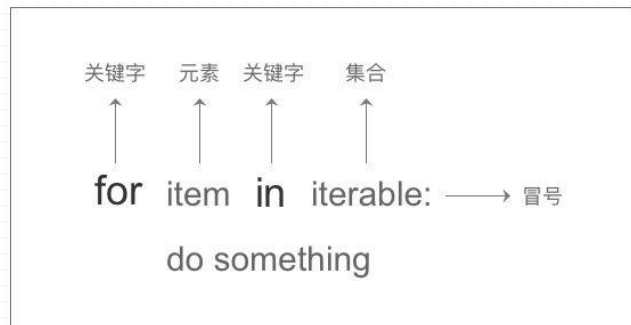 关键字 元素 关键字 集合
for item in iterable: 冒号
do something